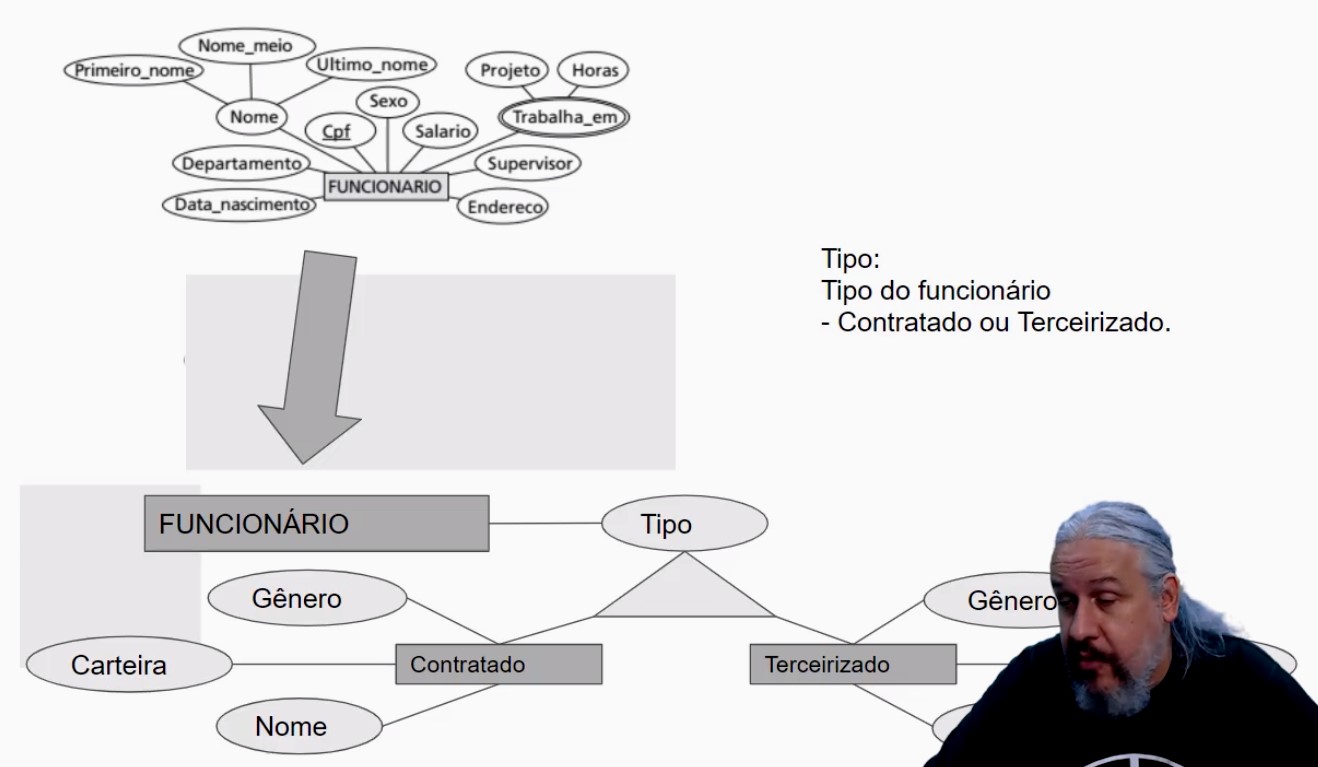 Nome_meio
Primeiro_nome
Ultimo_nome
Projeto
Horas
Nome
Sexo
Cpf
Salario
Trabalha_em
Departamento
Supervisor
FUNCIONARIO
Data_nascimento
Endereco
Tipo:
Tipo do funcionário
- Contratado ou Terceirizado.
FUNCIONÁRIO
Tipo
Gênero
Gênero
Carteira
Contratado
Terceirizado
Nome